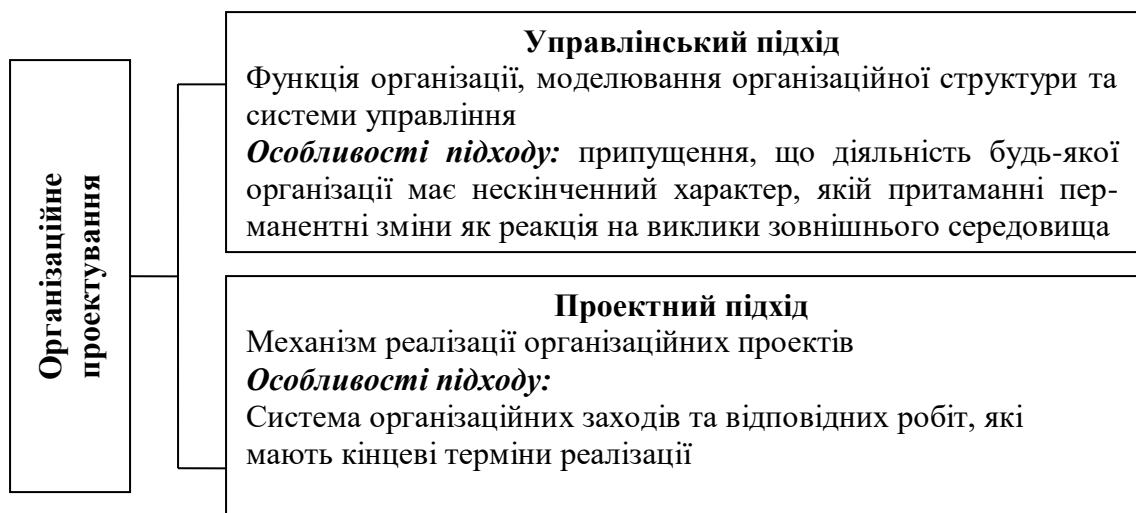 Організаційне
проектування
Управлінський підхід
Функція організації, моделювання організаційної структури та
системи управління
Особливості підходу: припущення, що діяльність будь-якої
організації має нескінченний характер, якій притаманні пер-
манентні зміни як реакція на виклики зовнішнього середовища
Проектний підхід
Механізм реалізації організаційних проектів
Особливості підходу:
Система організаційних заходів та відповідних робіт, які
мають кінцеві терміни реалізації